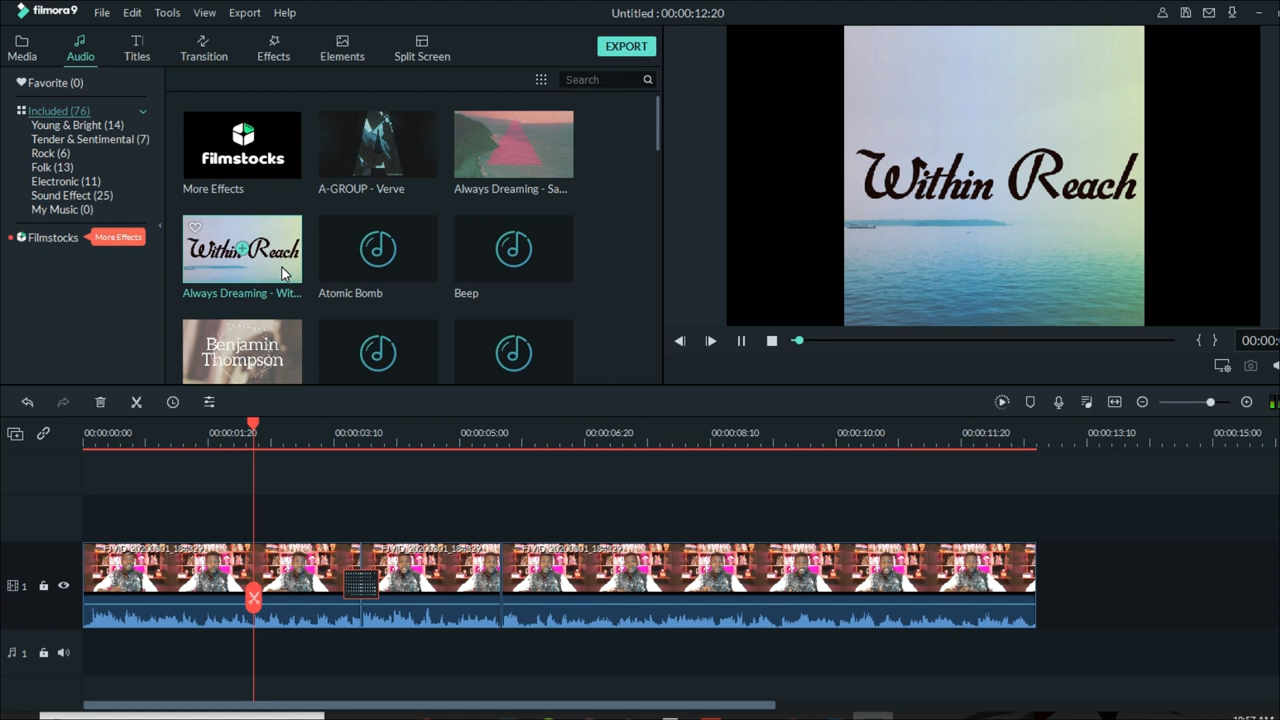 filmora9
File Edit Tools View Export Help
Untitled : 00:00:12:20
Media Audio Titles Transition Effects Elements Split Screen
EXPORT
Favorite (0)
Search
Included (76)
Young & Bright (14)
Tender & Sentimental (7)
Rock (6)
Folk (13)
Electronic (11)
Sound Effect (25)
My Music (0)
Filmstocks More Effects
filmstocks
More Effects
A-GROUP - Verve
Always Dreaming - Sa...
Within Reach
Always Dreaming - Wit...
Atomic Bomb
Beep
Benjamin
Thompson
Within Reach
00:00:
00:00:00:00 00:00:01:20 00:00:03:10 00:00:05:00 00:00:06:20 00:00:08:10 00:00:10:00 00:00:11:20 00:00:13:10 00:00:15:00
1
1